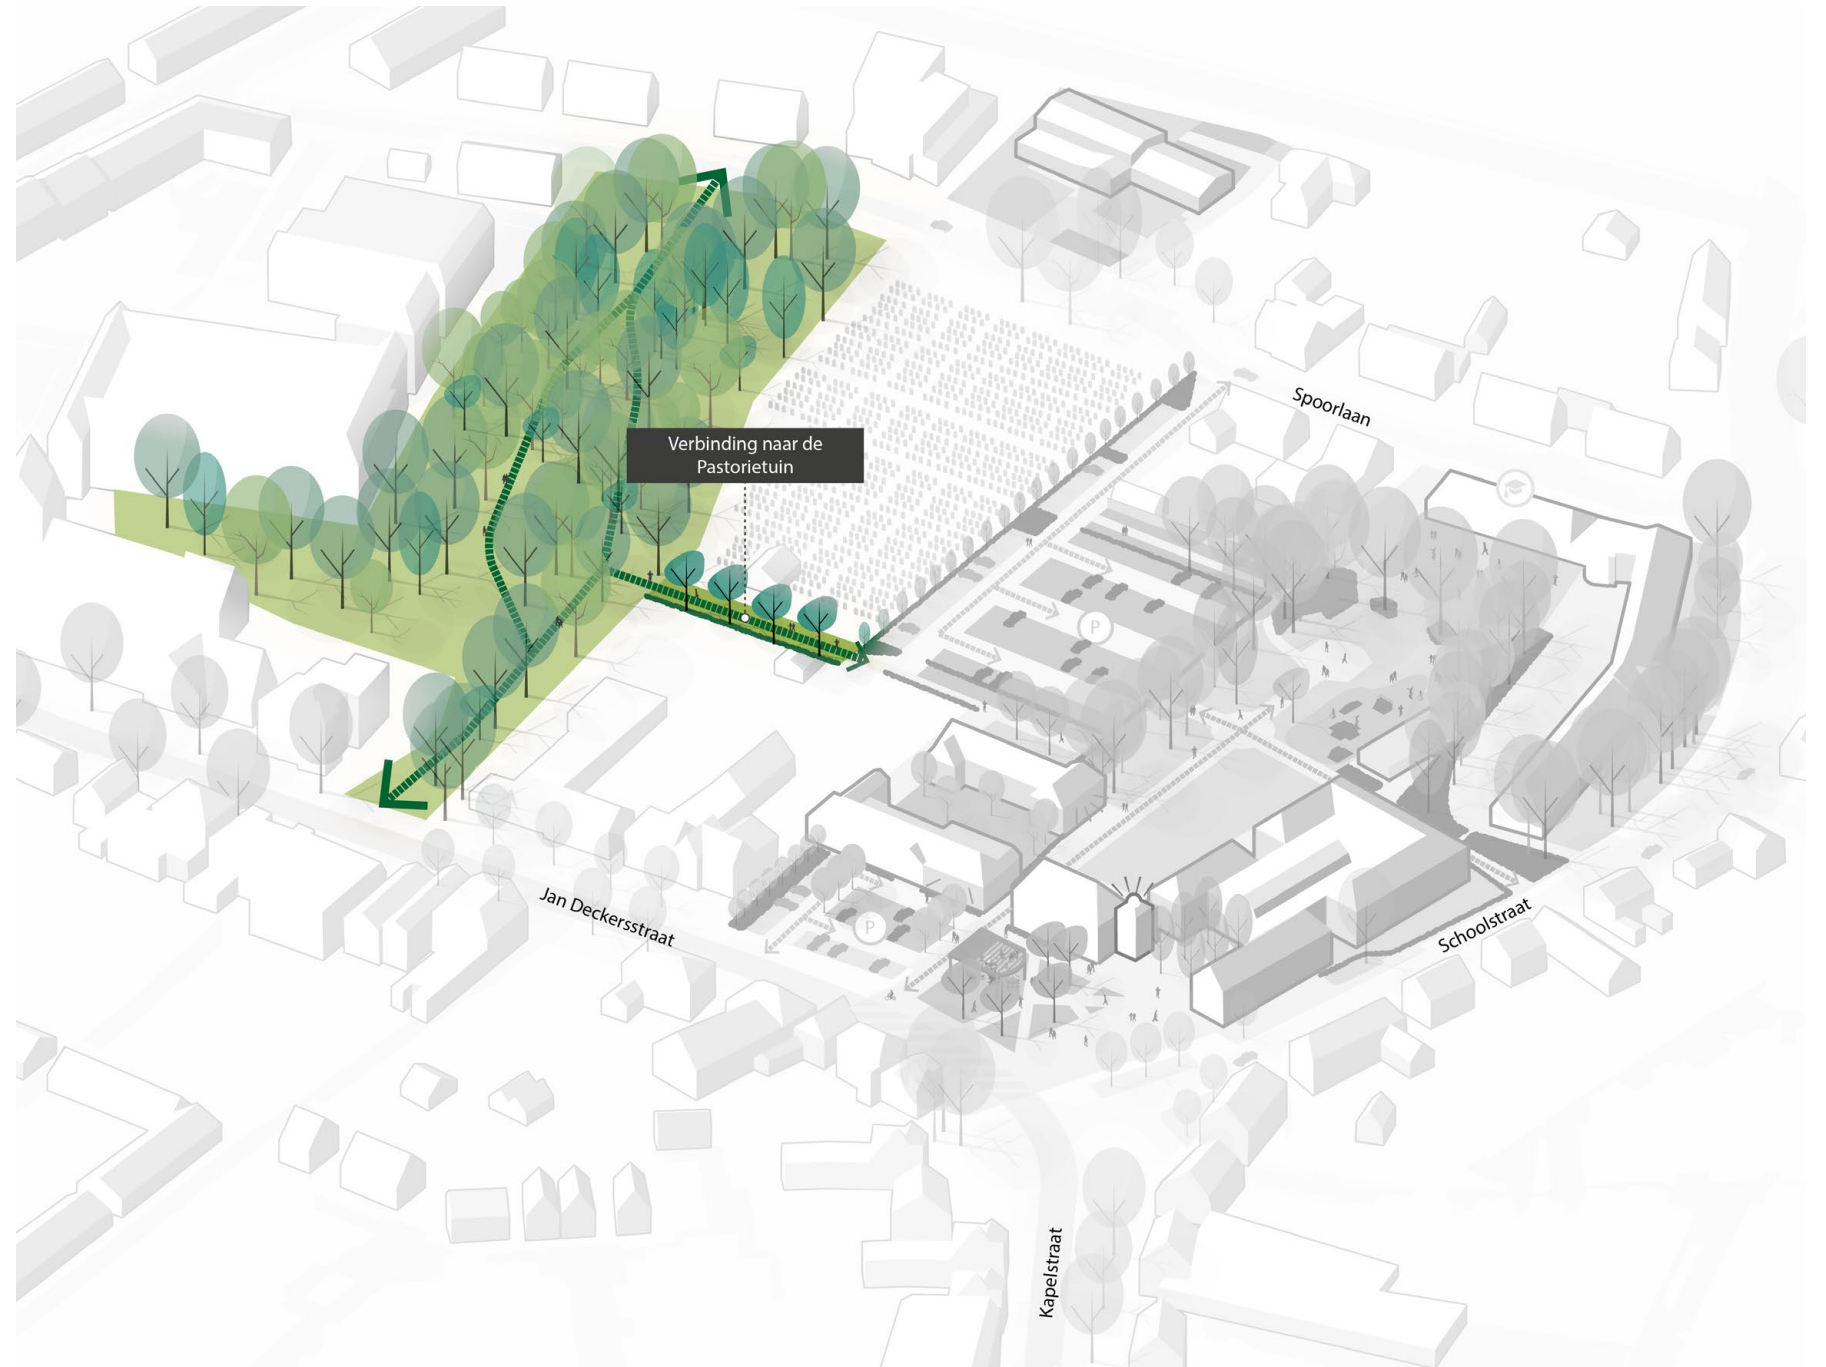 Verbinding naar de
Pastorietuin
Spoorlaan
P
P
Jan Deckersstraat
Schoolstraat
Kapelstraat